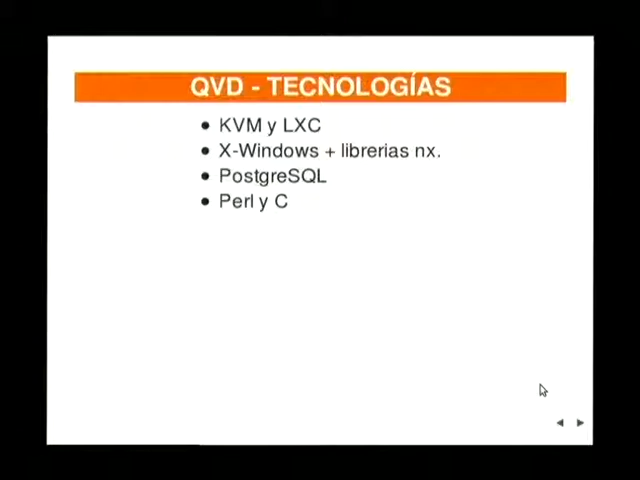 QVD - TECNOLOGÍAS
• KVM y LXC
• X-Windows + librerias nx.
• PostgreSQL
• Perl y C